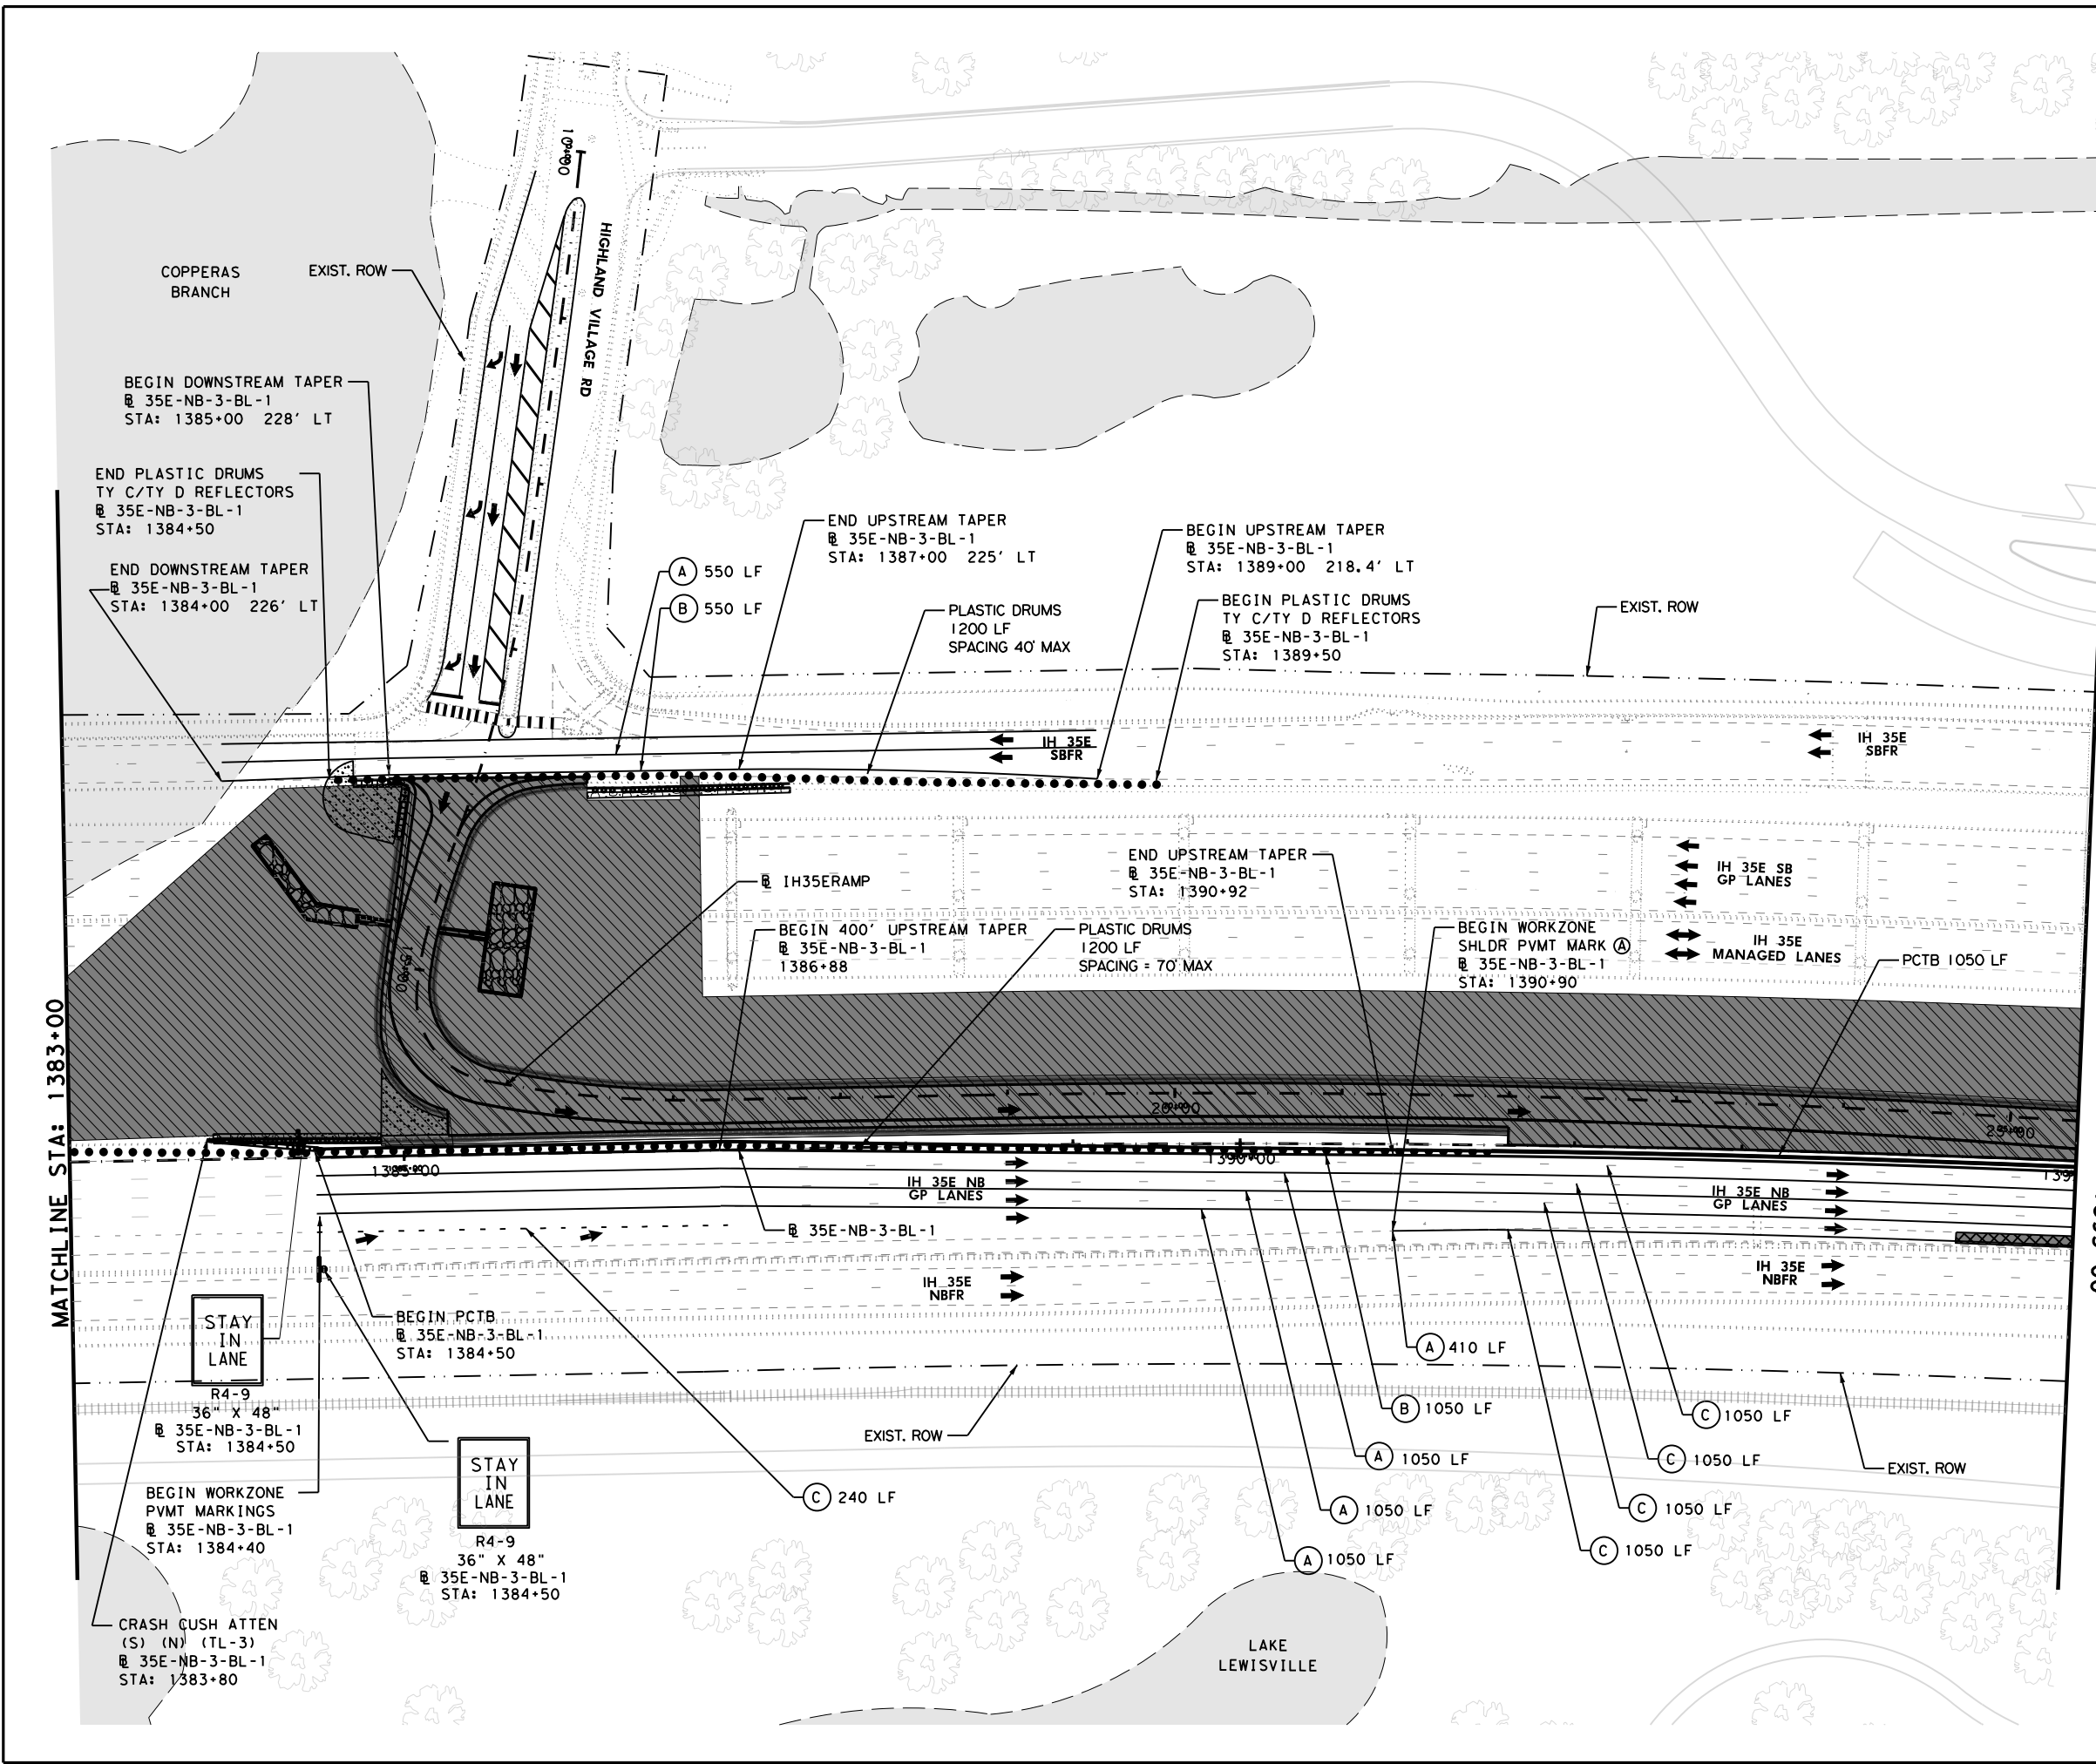 10+00
HIGHLAND VILLAGE RD
COPPERAS
BRANCH
EXIST. ROW
BEGIN DOWNSTREAM TAPER
℄ 35E-NB-3-BL-1
STA: 1385+00 228' LT
END PLASTIC DRUMS
TY C/TY D REFLECTORS
℄ 35E-NB-3-BL-1
STA: 1384+50
END DOWNSTREAM TAPER
℄ 35E-NB-3-BL-1
STA: 1384+00 226' LT
A 550 LF
B 550 LF
END UPSTREAM TAPER
℄ 35E-NB-3-BL-1
STA: 1387+00 225' LT
PLASTIC DRUMS
1200 LF
SPACING 40' MAX
BEGIN UPSTREAM TAPER
℄ 35E-NB-3-BL-1
STA: 1389+00 218.4' LT
BEGIN PLASTIC DRUMS
TY C/TY D REFLECTORS
℄ 35E-NB-3-BL-1
STA: 1389+50
EXIST. ROW
IH 35E
SBFR
IH 35E
SBFR
℄ IH35ERAMP
END UPSTREAM TAPER
℄ 35E-NB-3-BL-1
STA: 1390+92
IH 35E SB
GP LANES
BEGIN 400' UPSTREAM TAPER
℄ 35E-NB-3-BL-1
1386+88
PLASTIC DRUMS
1200 LF
SPACING = 70' MAX
BEGIN WORKZONE
SHLDR PVMT MARK A
℄ 35E-NB-3-BL-1
STA: 1390+90
IH 35E
MANAGED LANES
PCTB 1050 LF
15+00
20+00
25+00
MATCHLINE STA: 1383+00
1385+00
1390+00
139
IH 35E NB
GP LANES
IH 35E NB
GP LANES
℄ 35E-NB-3-BL-1
IH 35E
NBFR
IH 35E
NBFR
STAY
IN
LANE
R4-9
36" X 48"
℄ 35E-NB-3-BL-1
STA: 1384+50
BEGIN PCTB
℄ 35E-NB-3-BL-1
STA: 1384+50
A 410 LF
B 1050 LF
C 1050 LF
EXIST. ROW
A 1050 LF
C 1050 LF
EXIST. ROW
STAY
IN
LANE
R4-9
36" X 48"
℄ 35E-NB-3-BL-1
STA: 1384+50
C 240 LF
A 1050 LF
C 1050 LF
A 1050 LF
C 1050 LF
BEGIN WORKZONE
PVMT MARKINGS
℄ 35E-NB-3-BL-1
STA: 1384+40
CRASH CUSH ATTEN
(S) (N) (TL-3)
℄ 35E-NB-3-BL-1
STA: 1383+80
LAKE
LEWISVILLE